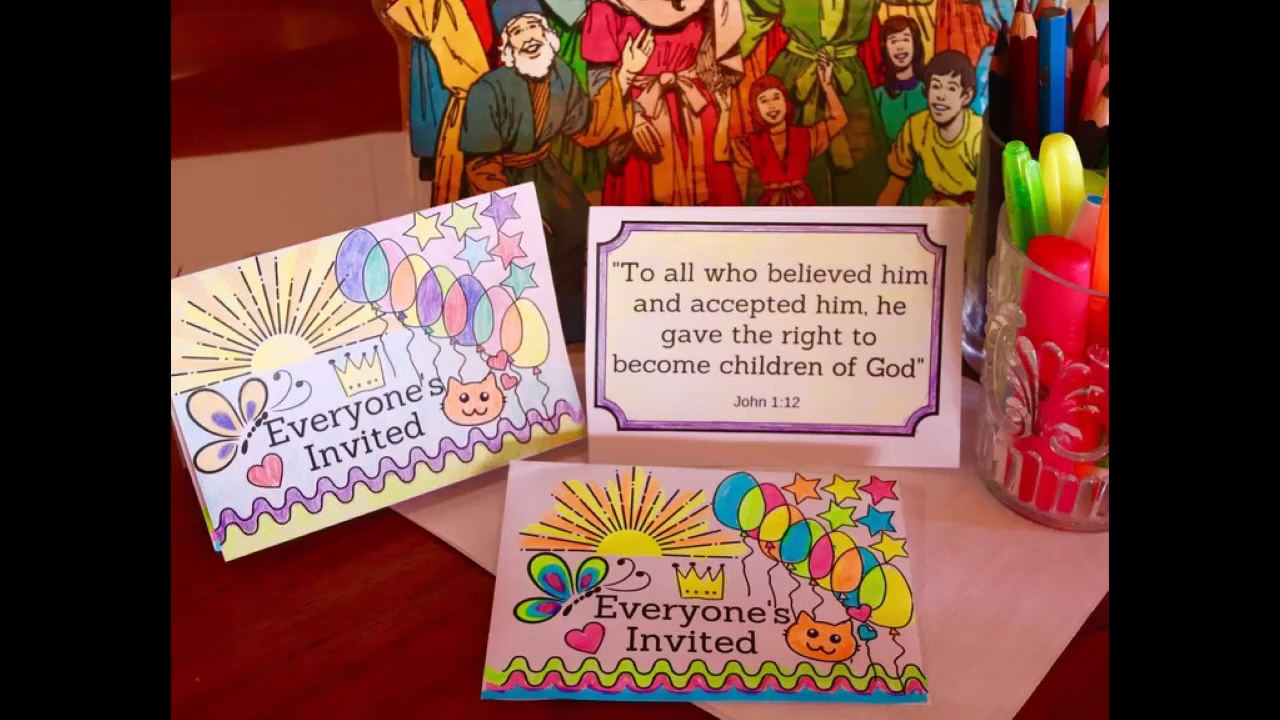 Everyone's
Invited
"To all who believed him
and accepted him, he
gave the right to
become children of God"
John 1:12
Everyone's
Invited